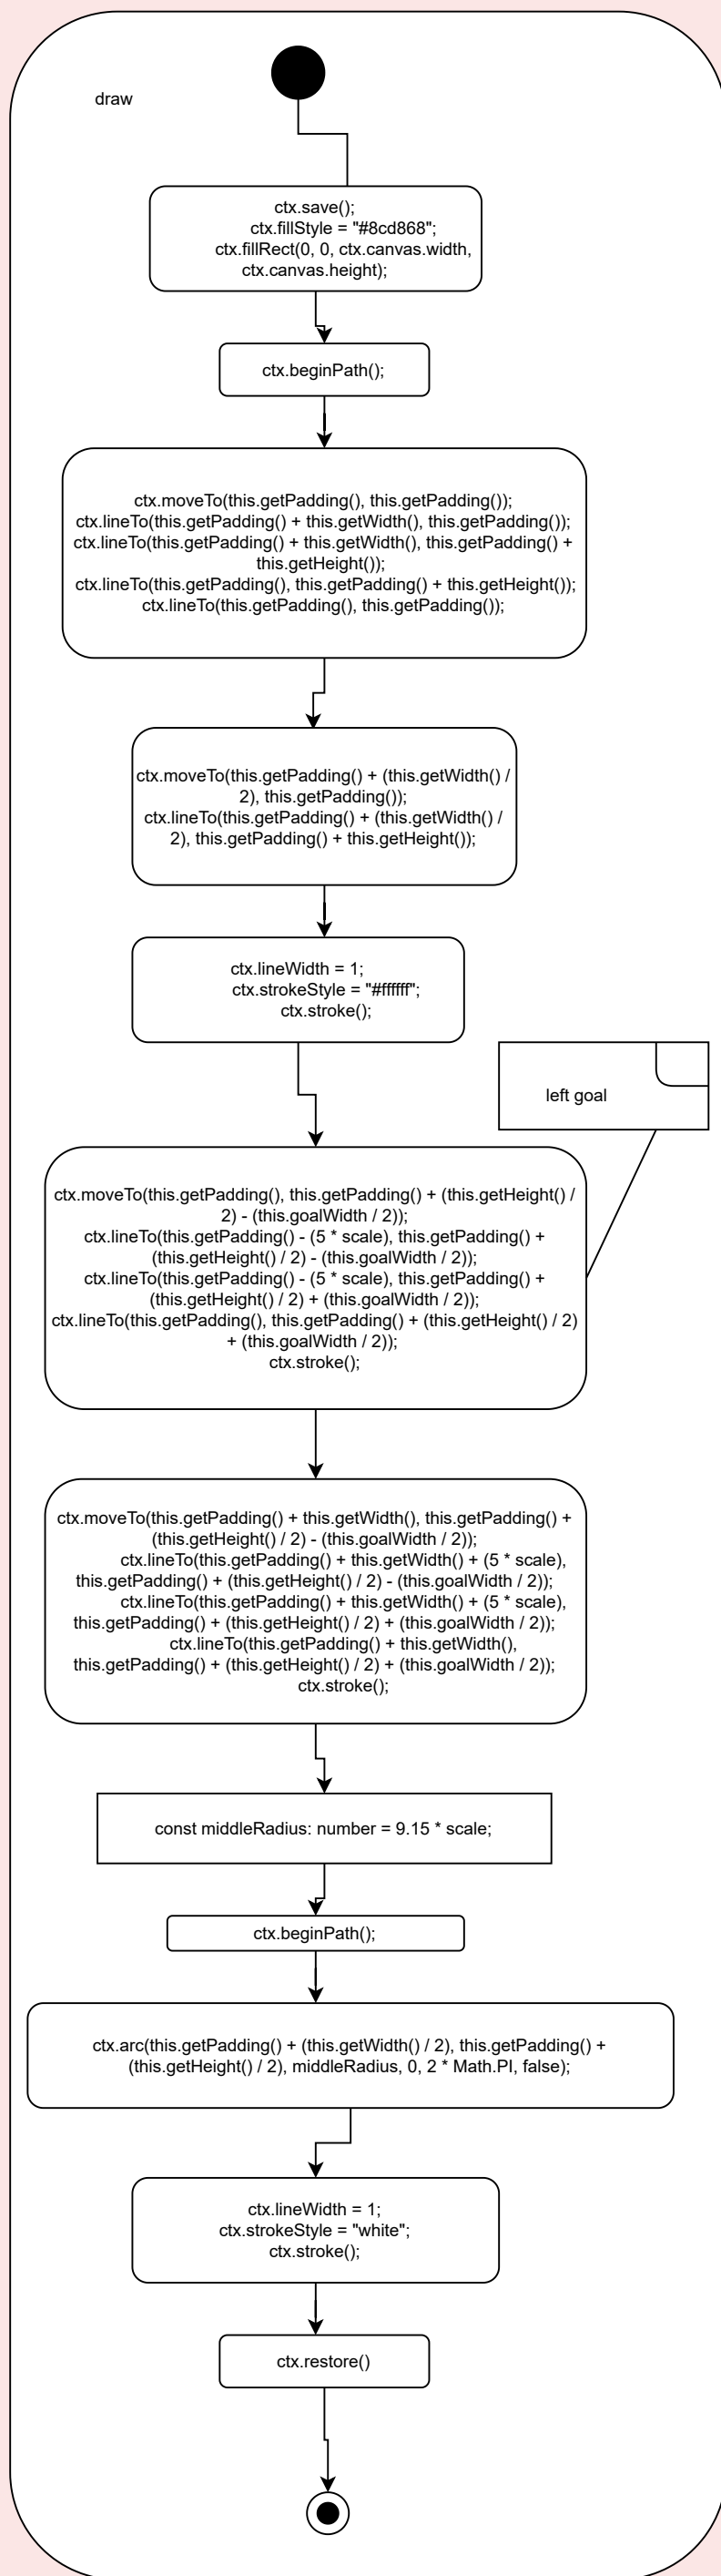 draw
ctx.save();
ctx.fillStyle = "#8cd868";
ctx.fillRect(0, 0, ctx.canvas.width,
ctx.canvas.height);
ctx.beginPath();
ctx.moveTo(this.getPadding(), this.getPadding());
ctx.lineTo(this.getPadding() + this.getWidth(), this.getPadding());
ctx.lineTo(this.getPadding() + this.getWidth(), this.getPadding() +
this.getHeight());
ctx.lineTo(this.getPadding(), this.getPadding() + this.getHeight());
ctx.lineTo(this.getPadding(), this.getPadding());
ctx.moveTo(this.getPadding() + (this.getWidth() /
2), this.getPadding());
ctx.lineTo(this.getPadding() + (this.getWidth() /
2), this.getPadding() + this.getHeight());
ctx.lineWidth = 1;
ctx.strokeStyle = "#ffffff";
ctx.stroke();
left goal
ctx.moveTo(this.getPadding(), this.getPadding() + (this.getHeight() /
2) - (this.goalWidth / 2));
ctx.lineTo(this.getPadding() - (5 * scale), this.getPadding() +
(this.getHeight() / 2) - (this.goalWidth / 2));
ctx.lineTo(this.getPadding() - (5 * scale), this.getPadding() +
(this.getHeight() / 2) + (this.goalWidth / 2));
ctx.lineTo(this.getPadding(), this.getPadding() + (this.getHeight() / 2)
+ (this.goalWidth / 2));
ctx.stroke();
ctx.moveTo(this.getPadding() + this.getWidth(), this.getPadding() +
(this.getHeight() / 2) - (this.goalWidth / 2));
ctx.lineTo(this.getPadding() + this.getWidth() + (5 * scale),
this.getPadding() + (this.getHeight() / 2) - (this.goalWidth / 2));
ctx.lineTo(this.getPadding() + this.getWidth() + (5 * scale),
this.getPadding() + (this.getHeight() / 2) + (this.goalWidth / 2));
ctx.lineTo(this.getPadding() + this.getWidth(),
this.getPadding() + (this.getHeight() / 2) + (this.goalWidth / 2));
ctx.stroke();
const middleRadius: number = 9.15 * scale;
ctx.beginPath();
ctx.arc(this.getPadding() + (this.getWidth() / 2), this.getPadding() +
(this.getHeight() / 2), middleRadius, 0, 2 * Math.PI, false);
ctx.lineWidth = 1;
ctx.strokeStyle = "white";
ctx.stroke();
ctx.restore()